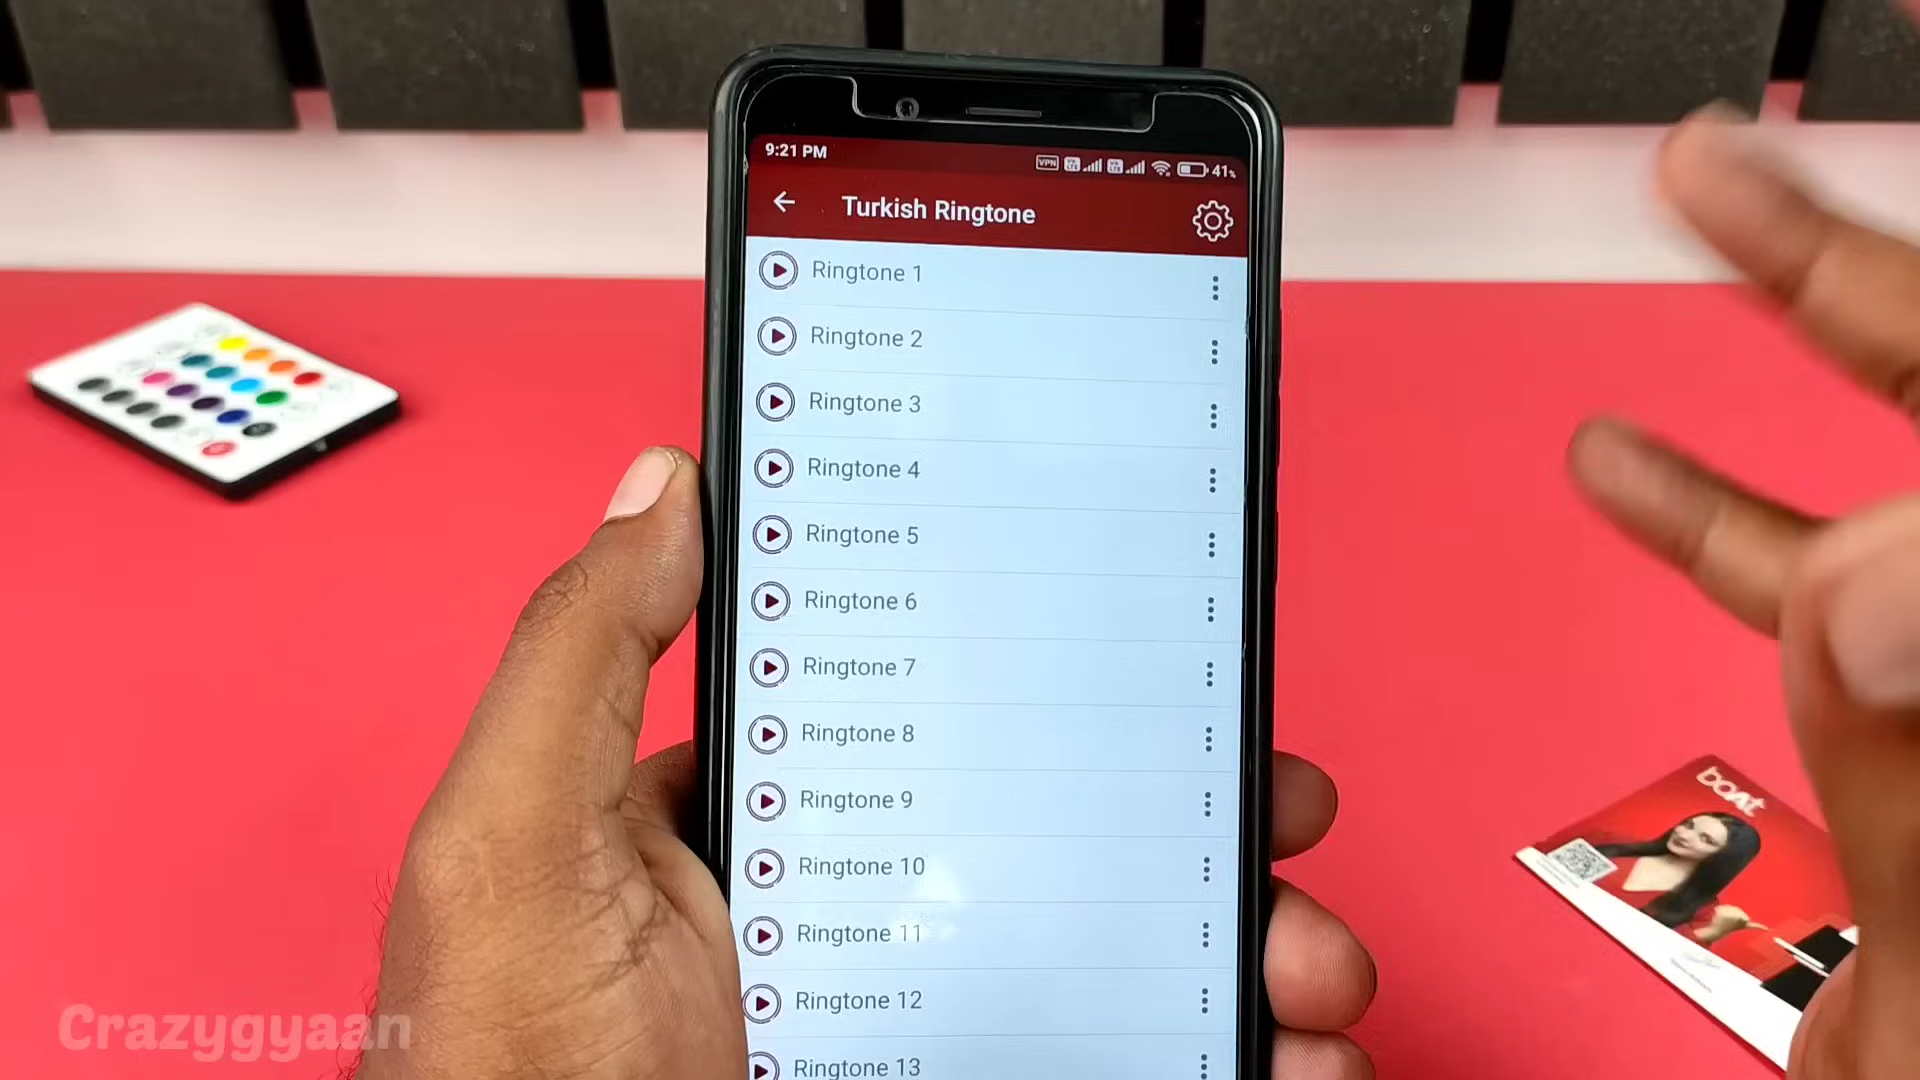 9:21 PM
VPN
41%
Turkish Ringtone
Ringtone 1
Ringtone 2
Ringtone 3
Ringtone 4
Ringtone 5
Ringtone 6
Ringtone 7
Ringtone 8
Ringtone 9
Ringtone 10
Ringtone 11
Ringtone 12
Ringtone 13
boAt
Crazygyaan